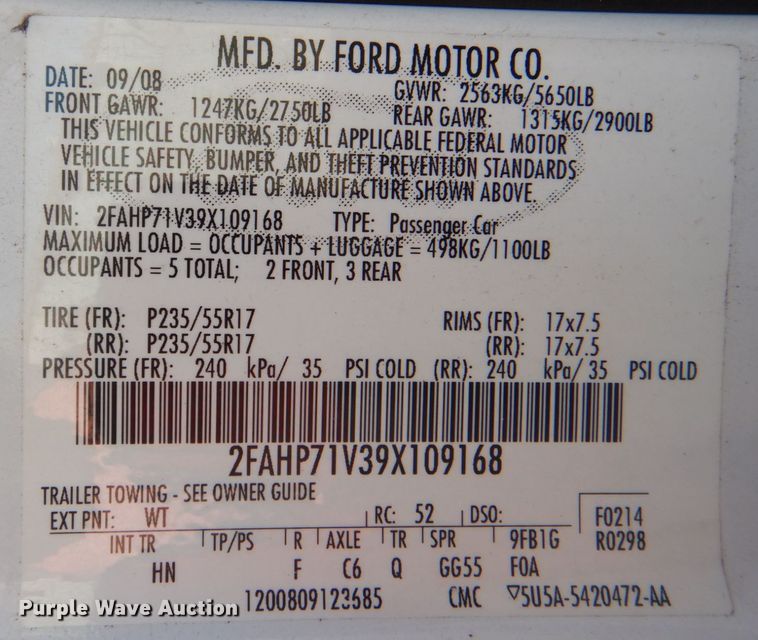 MFD. BY FORD MOTOR CO.
DATE: 09/08 GVWR: 2563KG/5650LB
FRONT GAWR: 1247KG/2750LB REAR GAWR: 1315KG/2900LB
THIS VEHICLE CONFORMS TO ALL APPLICABLE FEDERAL MOTOR
VEHICLE SAFETY, BUMPER, AND THEFT PREVENTION STANDARDS
IN EFFECT ON THE DATE OF MANUFACTURE SHOWN ABOVE.
VIN: 2FAHP71V39X109168 TYPE: Passenger Car
MAXIMUM LOAD = OCCUPANTS + LUGGAGE = 498KG/1100LB
OCCUPANTS = 5 TOTAL; 2 FRONT, 3 REAR
TIRE (FR): P235/55R17 RIMS (FR): 17x7.5
(RR): P235/55R17 (RR): 17x7.5
PRESSURE (FR): 240 kPa/ 35 PSI COLD (RR): 240 kPa/ 35 PSI COLD
2FAHP71V39X109168
TRAILER TOWING - SEE OWNER GUIDE
EXT PNT: WT RC: 52 DSO: F0214
INT TR TP/PS R AXLE TR SPR 9FB1G R0298
HN F C6 Q GG55 F0A
1200809123685 CMC ▽5U5A-5420472-AA
Purple Wave Auction